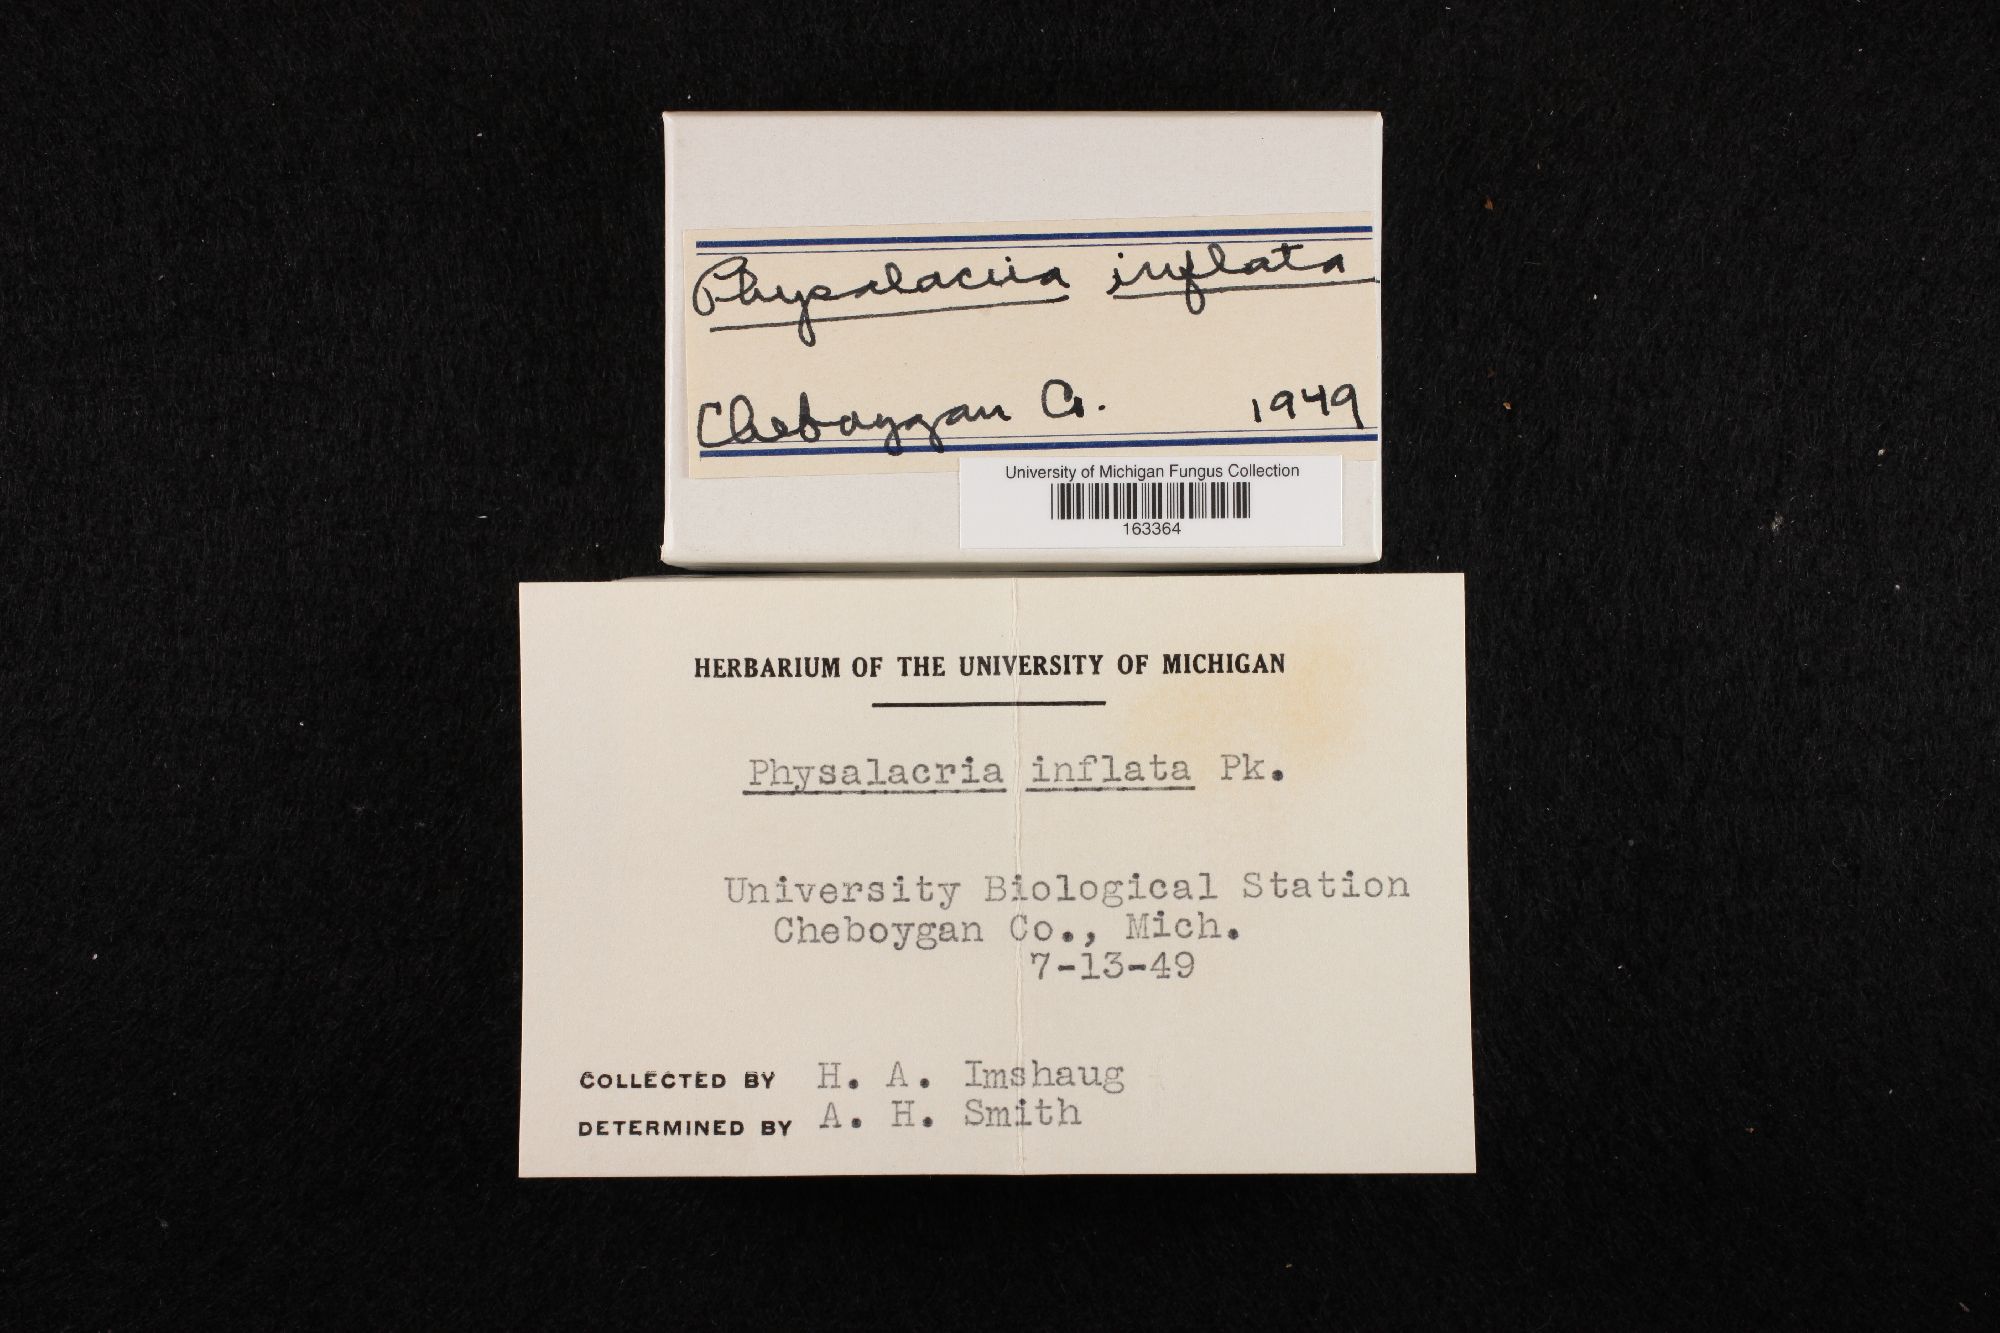 Physalacria inflata
Cheboygan Co. 1949
University of Michigan Fungus Collection
163364
HERBARIUM OF THE UNIVERSITY OF MICHIGAN
Physalacria inflata Pk.
University Biological Station
Cheboygan Co., Mich.
7-13-49
COLLECTED BY H. A. Imshaug
DETERMINED BY A. H. Smith